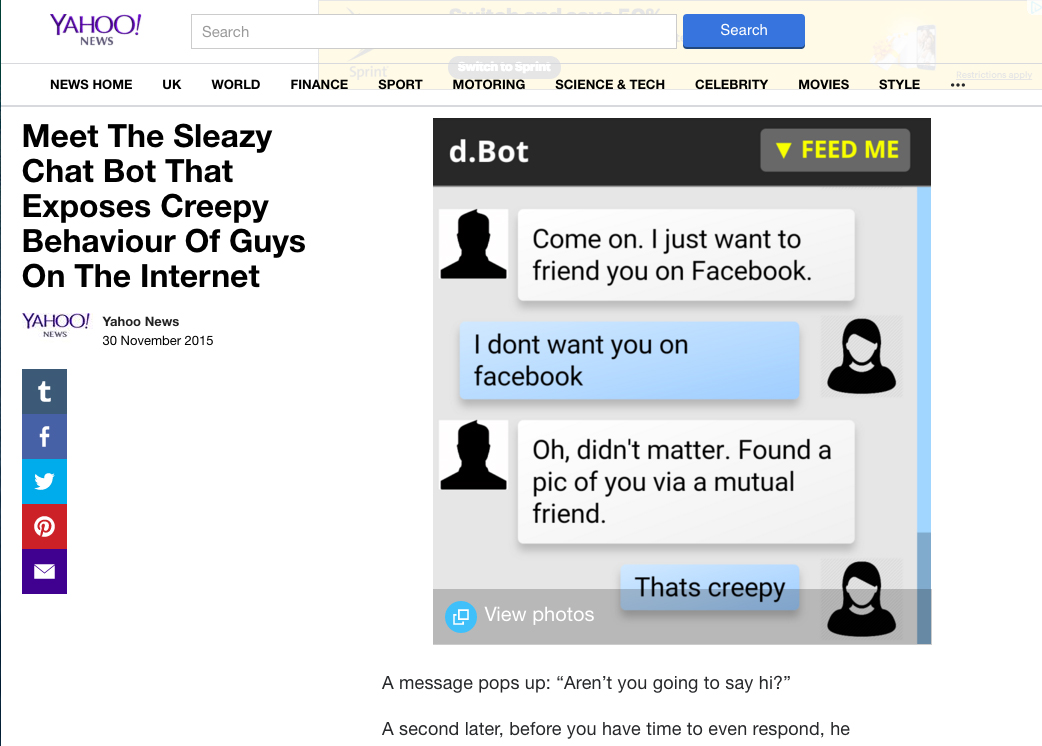 Switch and save 50%
YAHOO!
NEWS
Search
Search
Sprint
Switch to Sprint
Restrictions apply
NEWS HOME UK WORLD FINANCE SPORT MOTORING SCIENCE & TECH CELEBRITY MOVIES STYLE •••
Meet The Sleazy
Chat Bot That
Exposes Creepy
Behaviour Of Guys
On The Internet
YAHOO!
NEWS
Yahoo News
30 November 2015
t
f
d.Bot
▼ FEED ME
Come on. I just want to
friend you on Facebook.
I dont want you on
facebook
Oh, didn't matter. Found a
pic of you via a mutual
friend.
Thats creepy
View photos
A message pops up: “Aren’t you going to say hi?”
A second later, before you have time to even respond, he